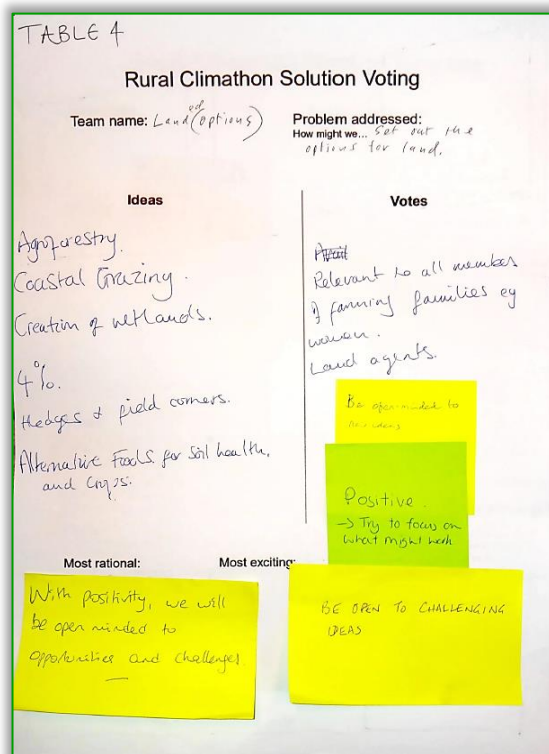 TABLE 4
Rural Climathon Solution Voting
Team name: Land(ed options)
Problem addressed:
How might we... Set out the
options for land.
Ideas
Agroforestry.
Coastal Grazing.
Creation of wetlands.
4%.
Hedges & field corners.
Alternative Foods for soil health,
and crops.
Votes
Relevant to all member
of farming families eg
women.
Land agents.
Be open-minded to
new ideas
Positive.
→ Try to focus on
what might work
Most rational:
Most exciting:
With positivity, we will
be open minded to
opportunities and challenges
BE OPEN TO CHALLENGING
IDEAS